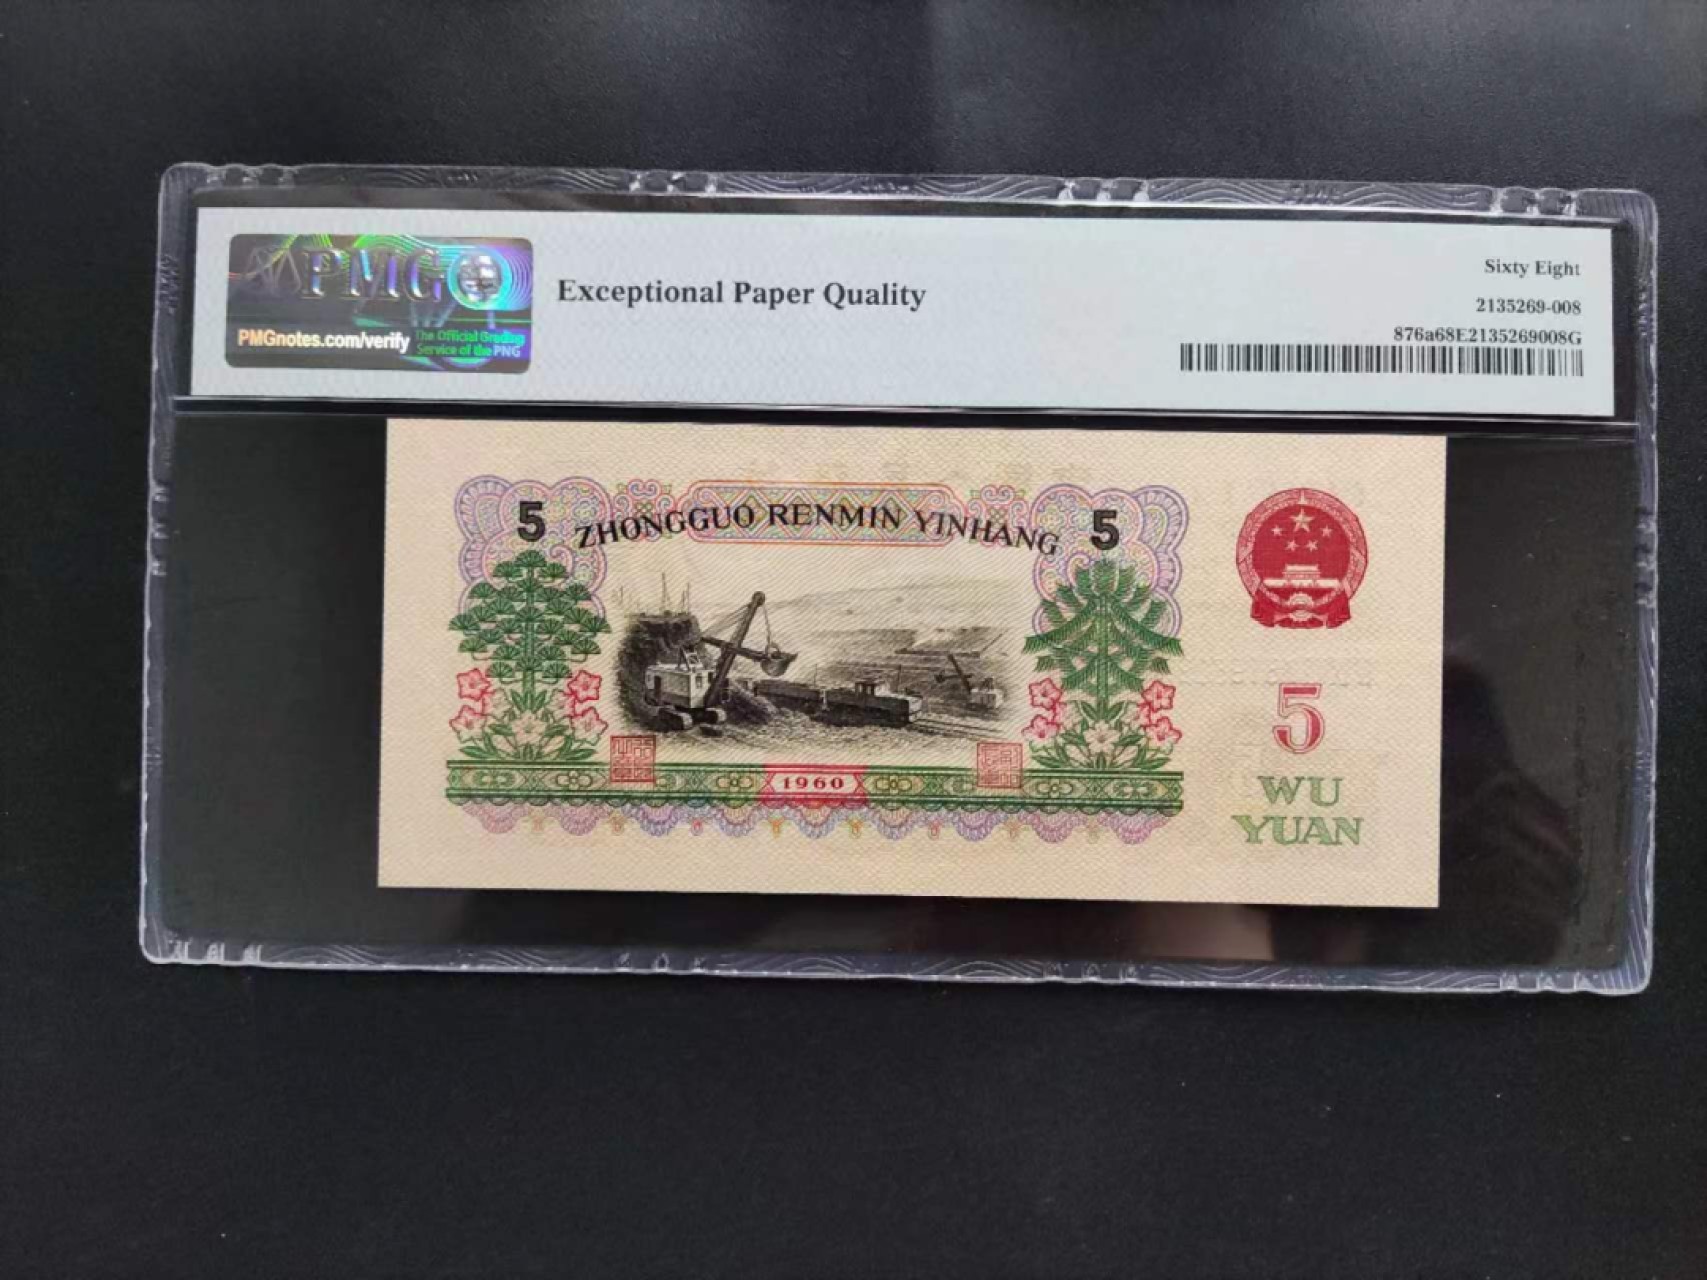 PMG
PMGnotes.com/verify
The Official Grading
Service of the PNG
Exceptional Paper Quality
Sixty Eight
2135269-008
876a68E2135269008G
5
ZHONGGUO RENMIN YINHANG
5
5
WU
YUAN
1960